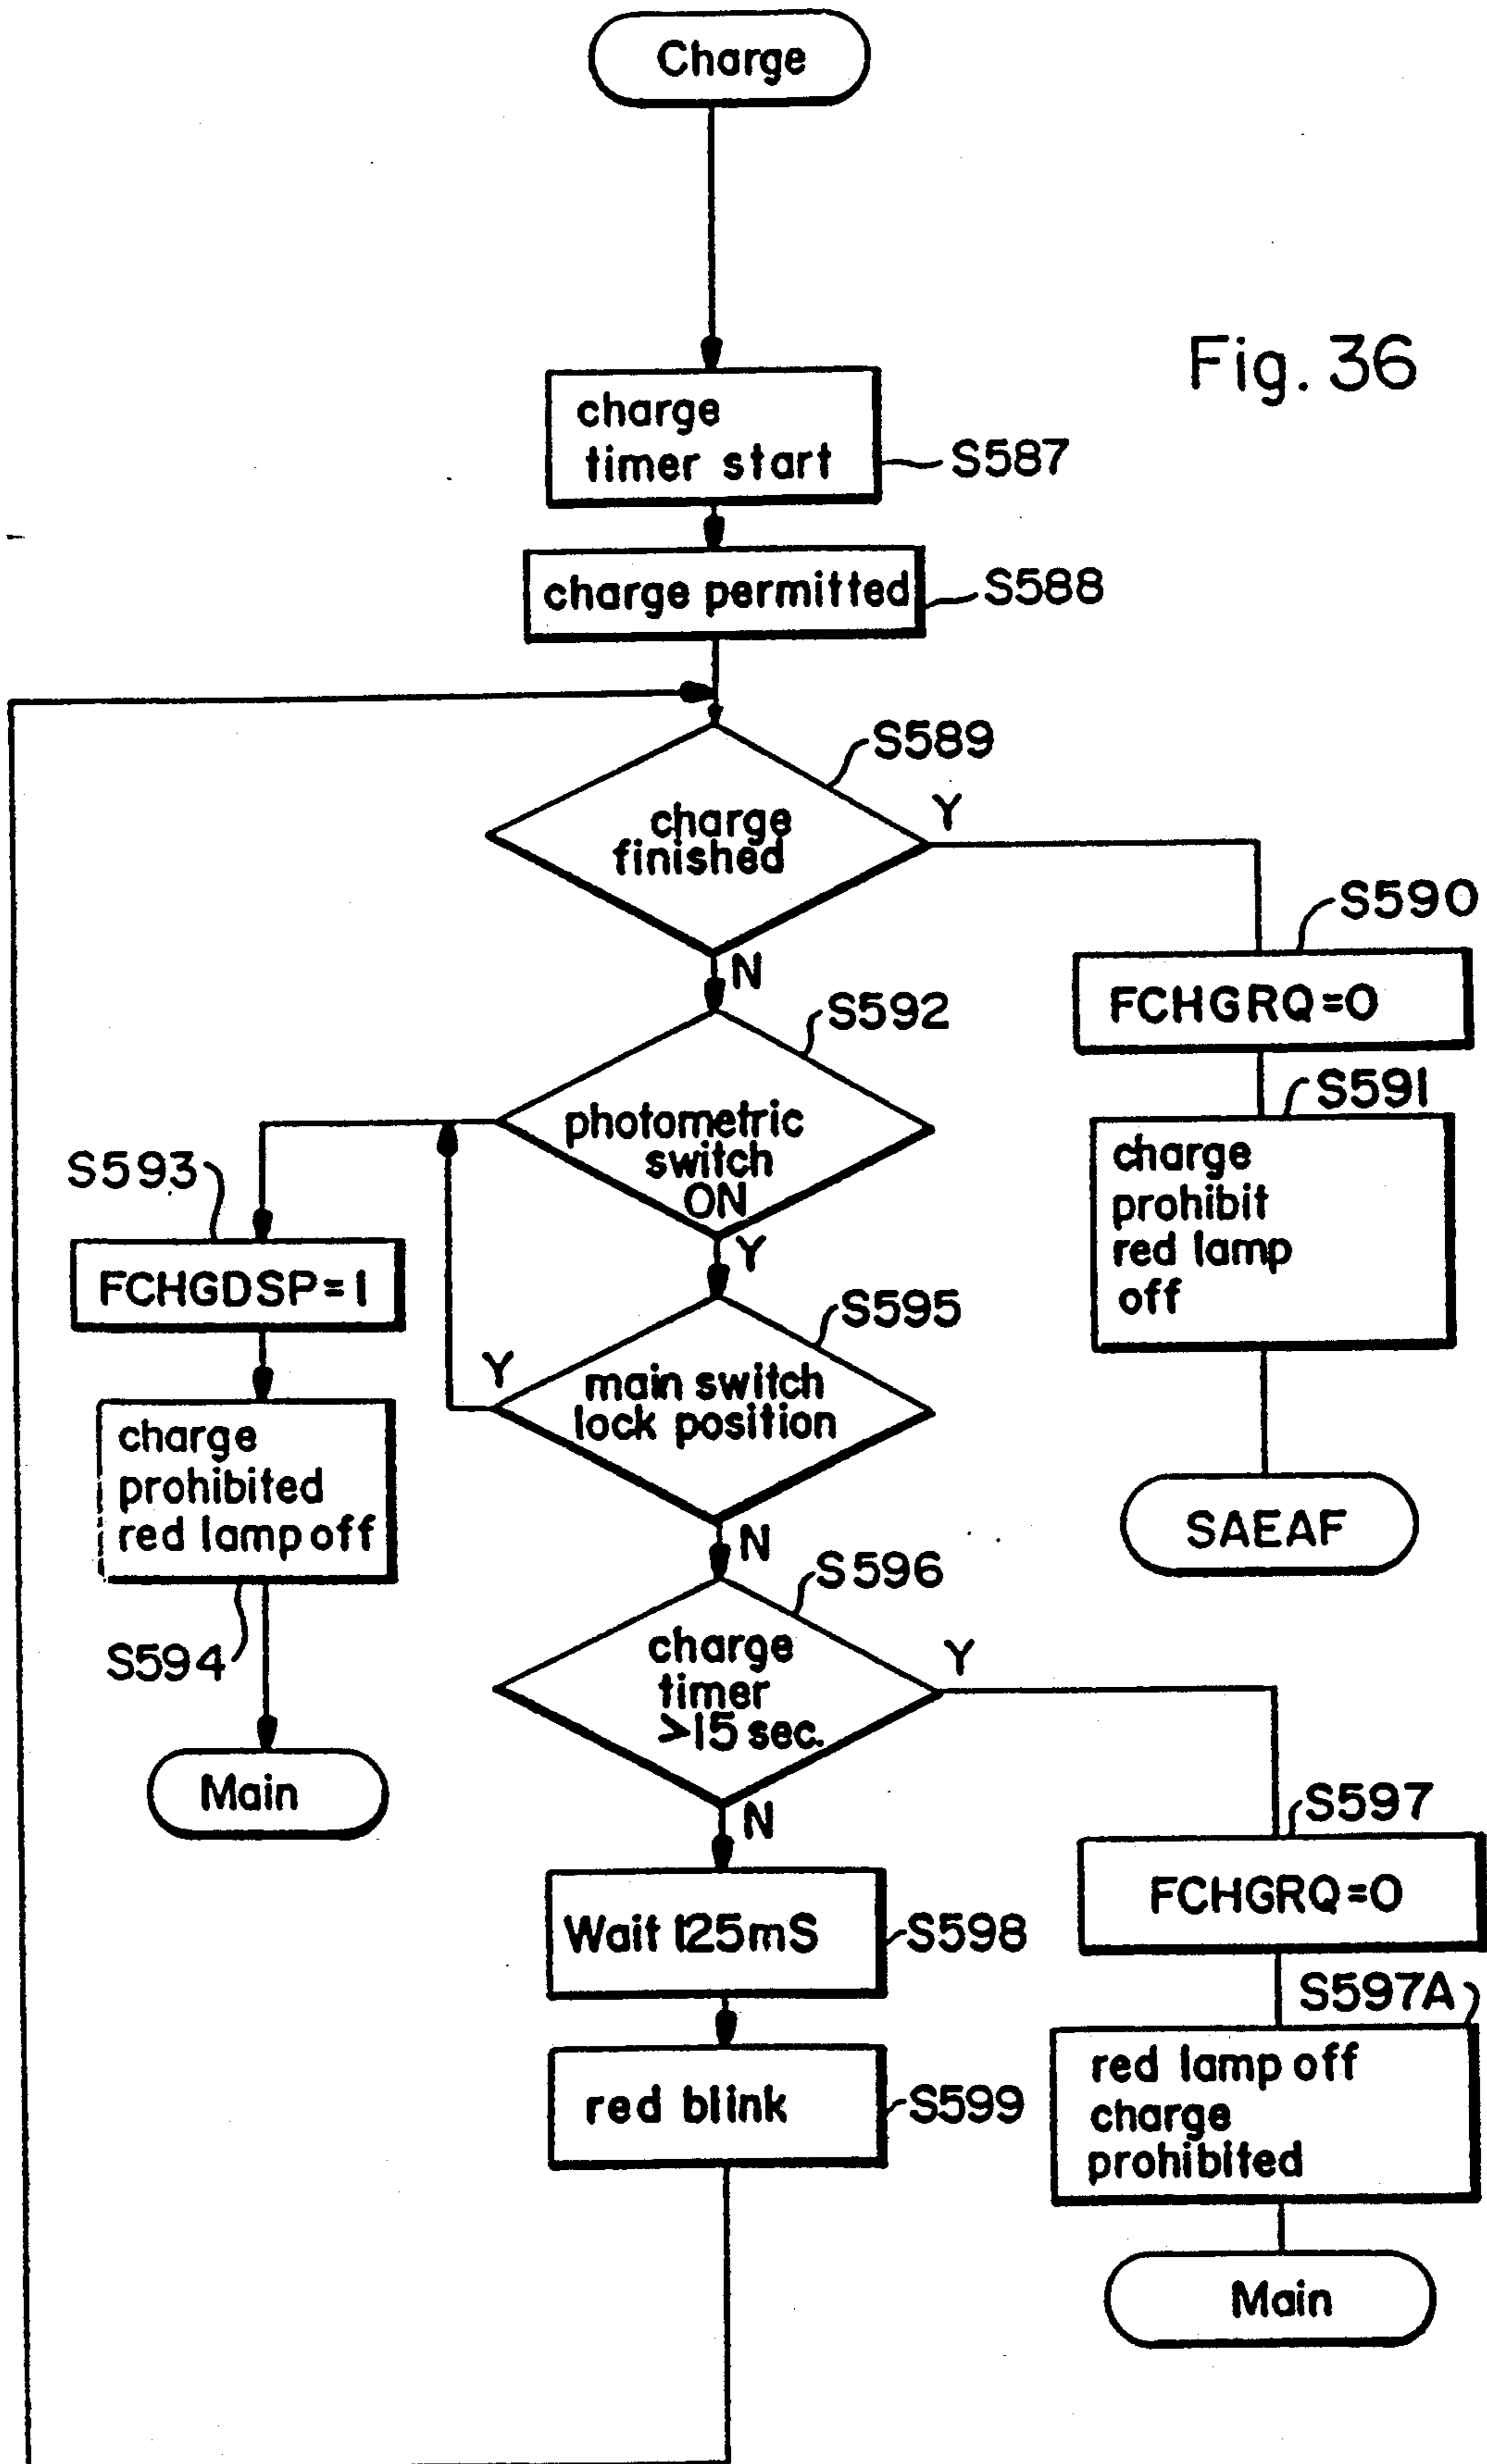 Charge
Fig. 36
charge
timer start
S587
charge permitted
S588
S589
charge
finished
Y
N
S590
FCHGRQ=0
S591
charge
prohibit
red lamp
off
SAEAF
S592
photometric
switch
ON
Y
S593
FCHGDSP=1
charge
prohibited
red lamp off
S594
Main
S595
main switch
lock position
Y
N
S596
charge
timer
>15 sec.
Y
N
S597
FCHGRQ=0
S597A
red lamp off
charge
prohibited
Main
Wait 125mS
S598
red blink
S599